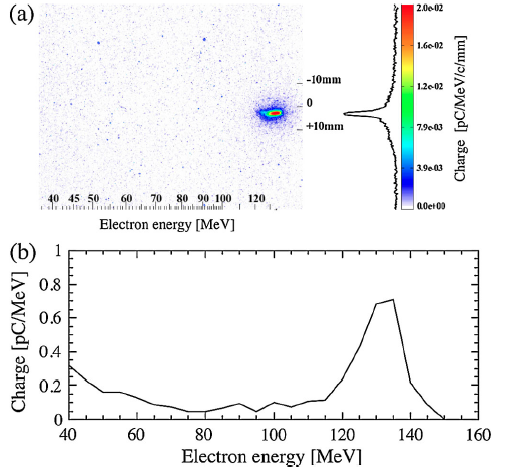 (a)
2.0e-02
1.2e-02
7.9e-03
3.9e-03
0.0e+00
Charge [pC/MeV/c/mm]
-10mm
0
+10mm
40 45 50 60 70 80 90 100 120
Electron energy [MeV]
(b)
Charge [pC/MeV]
1
0.8
0.6
0.4
0.2
0
40 60 80 100 120 140 160
Electron energy [MeV]